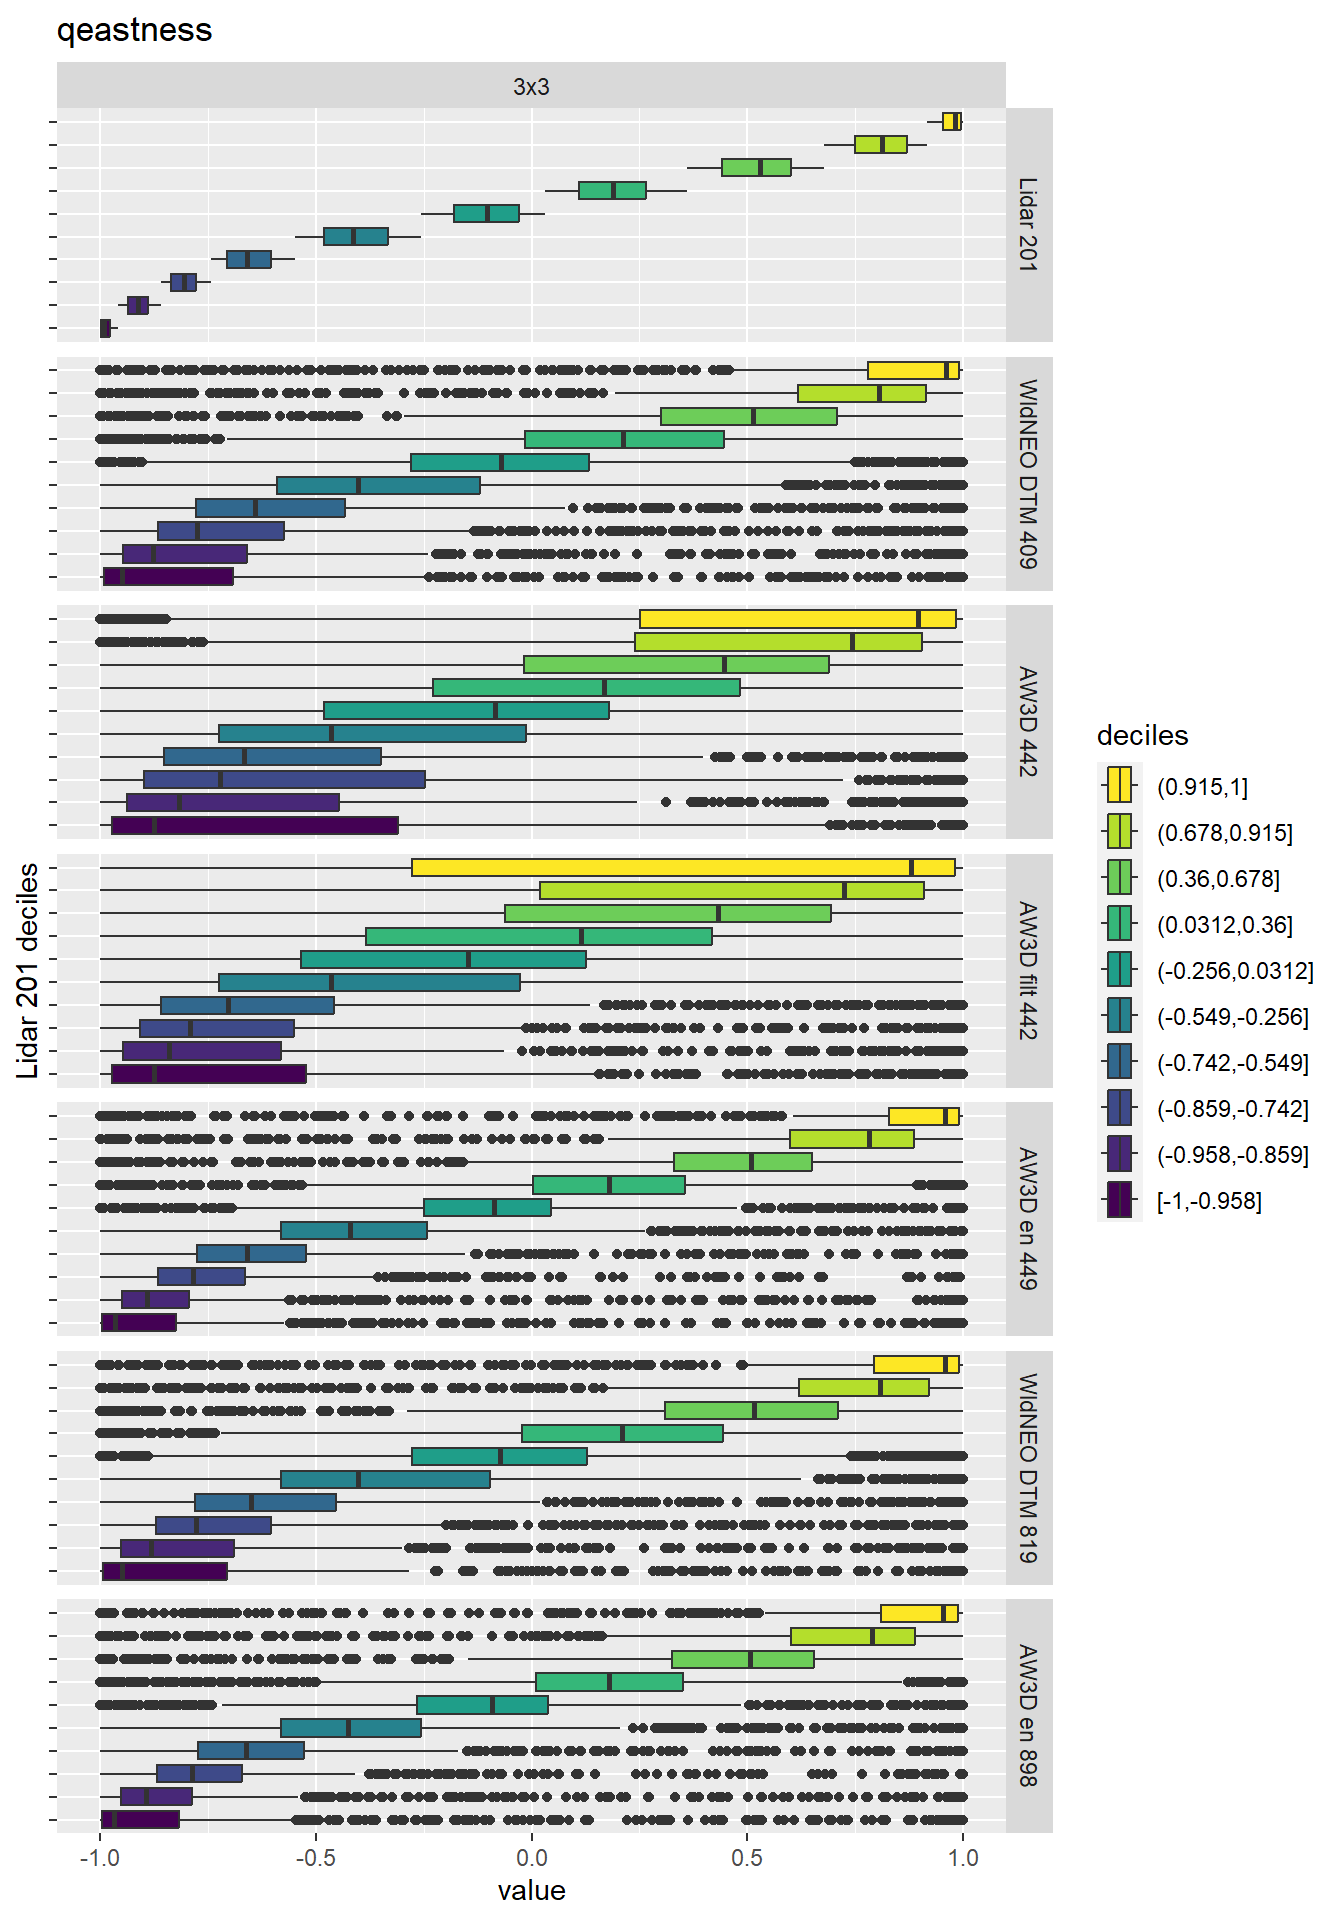 qeastness
3x3
Lidar 201
WldNEO DTM 409
AW3D 442
AW3D filt 442
AW3D en 449
WldNEO DTM 819
AW3D en 898
Lidar 201 deciles
-1.0
-0.5
0.0
0.5
1.0
value
deciles
(0.915,1]
(0.678,0.915]
(0.36,0.678]
(0.0312,0.36]
(-0.256,0.0312]
(-0.549,-0.256]
(-0.742,-0.549]
(-0.859,-0.742]
(-0.958,-0.859]
[-1,-0.958]